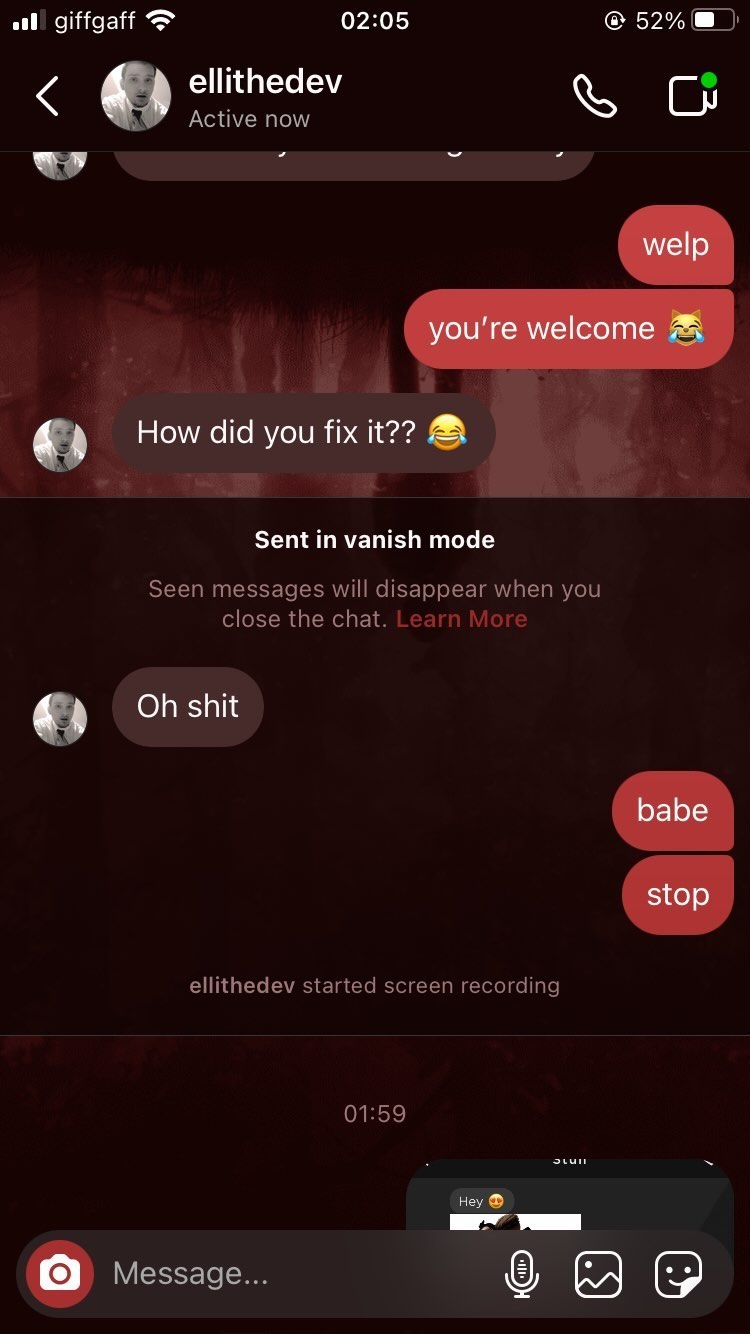 giffgaff
02:05
52%
ellithedev
Active now
welp
you're welcome 😹
How did you fix it?? 😂
Sent in vanish mode
Seen messages will disappear when you
close the chat. Learn More
Oh shit
babe
stop
ellithedev started screen recording
01:59
Hey 😍
Message...